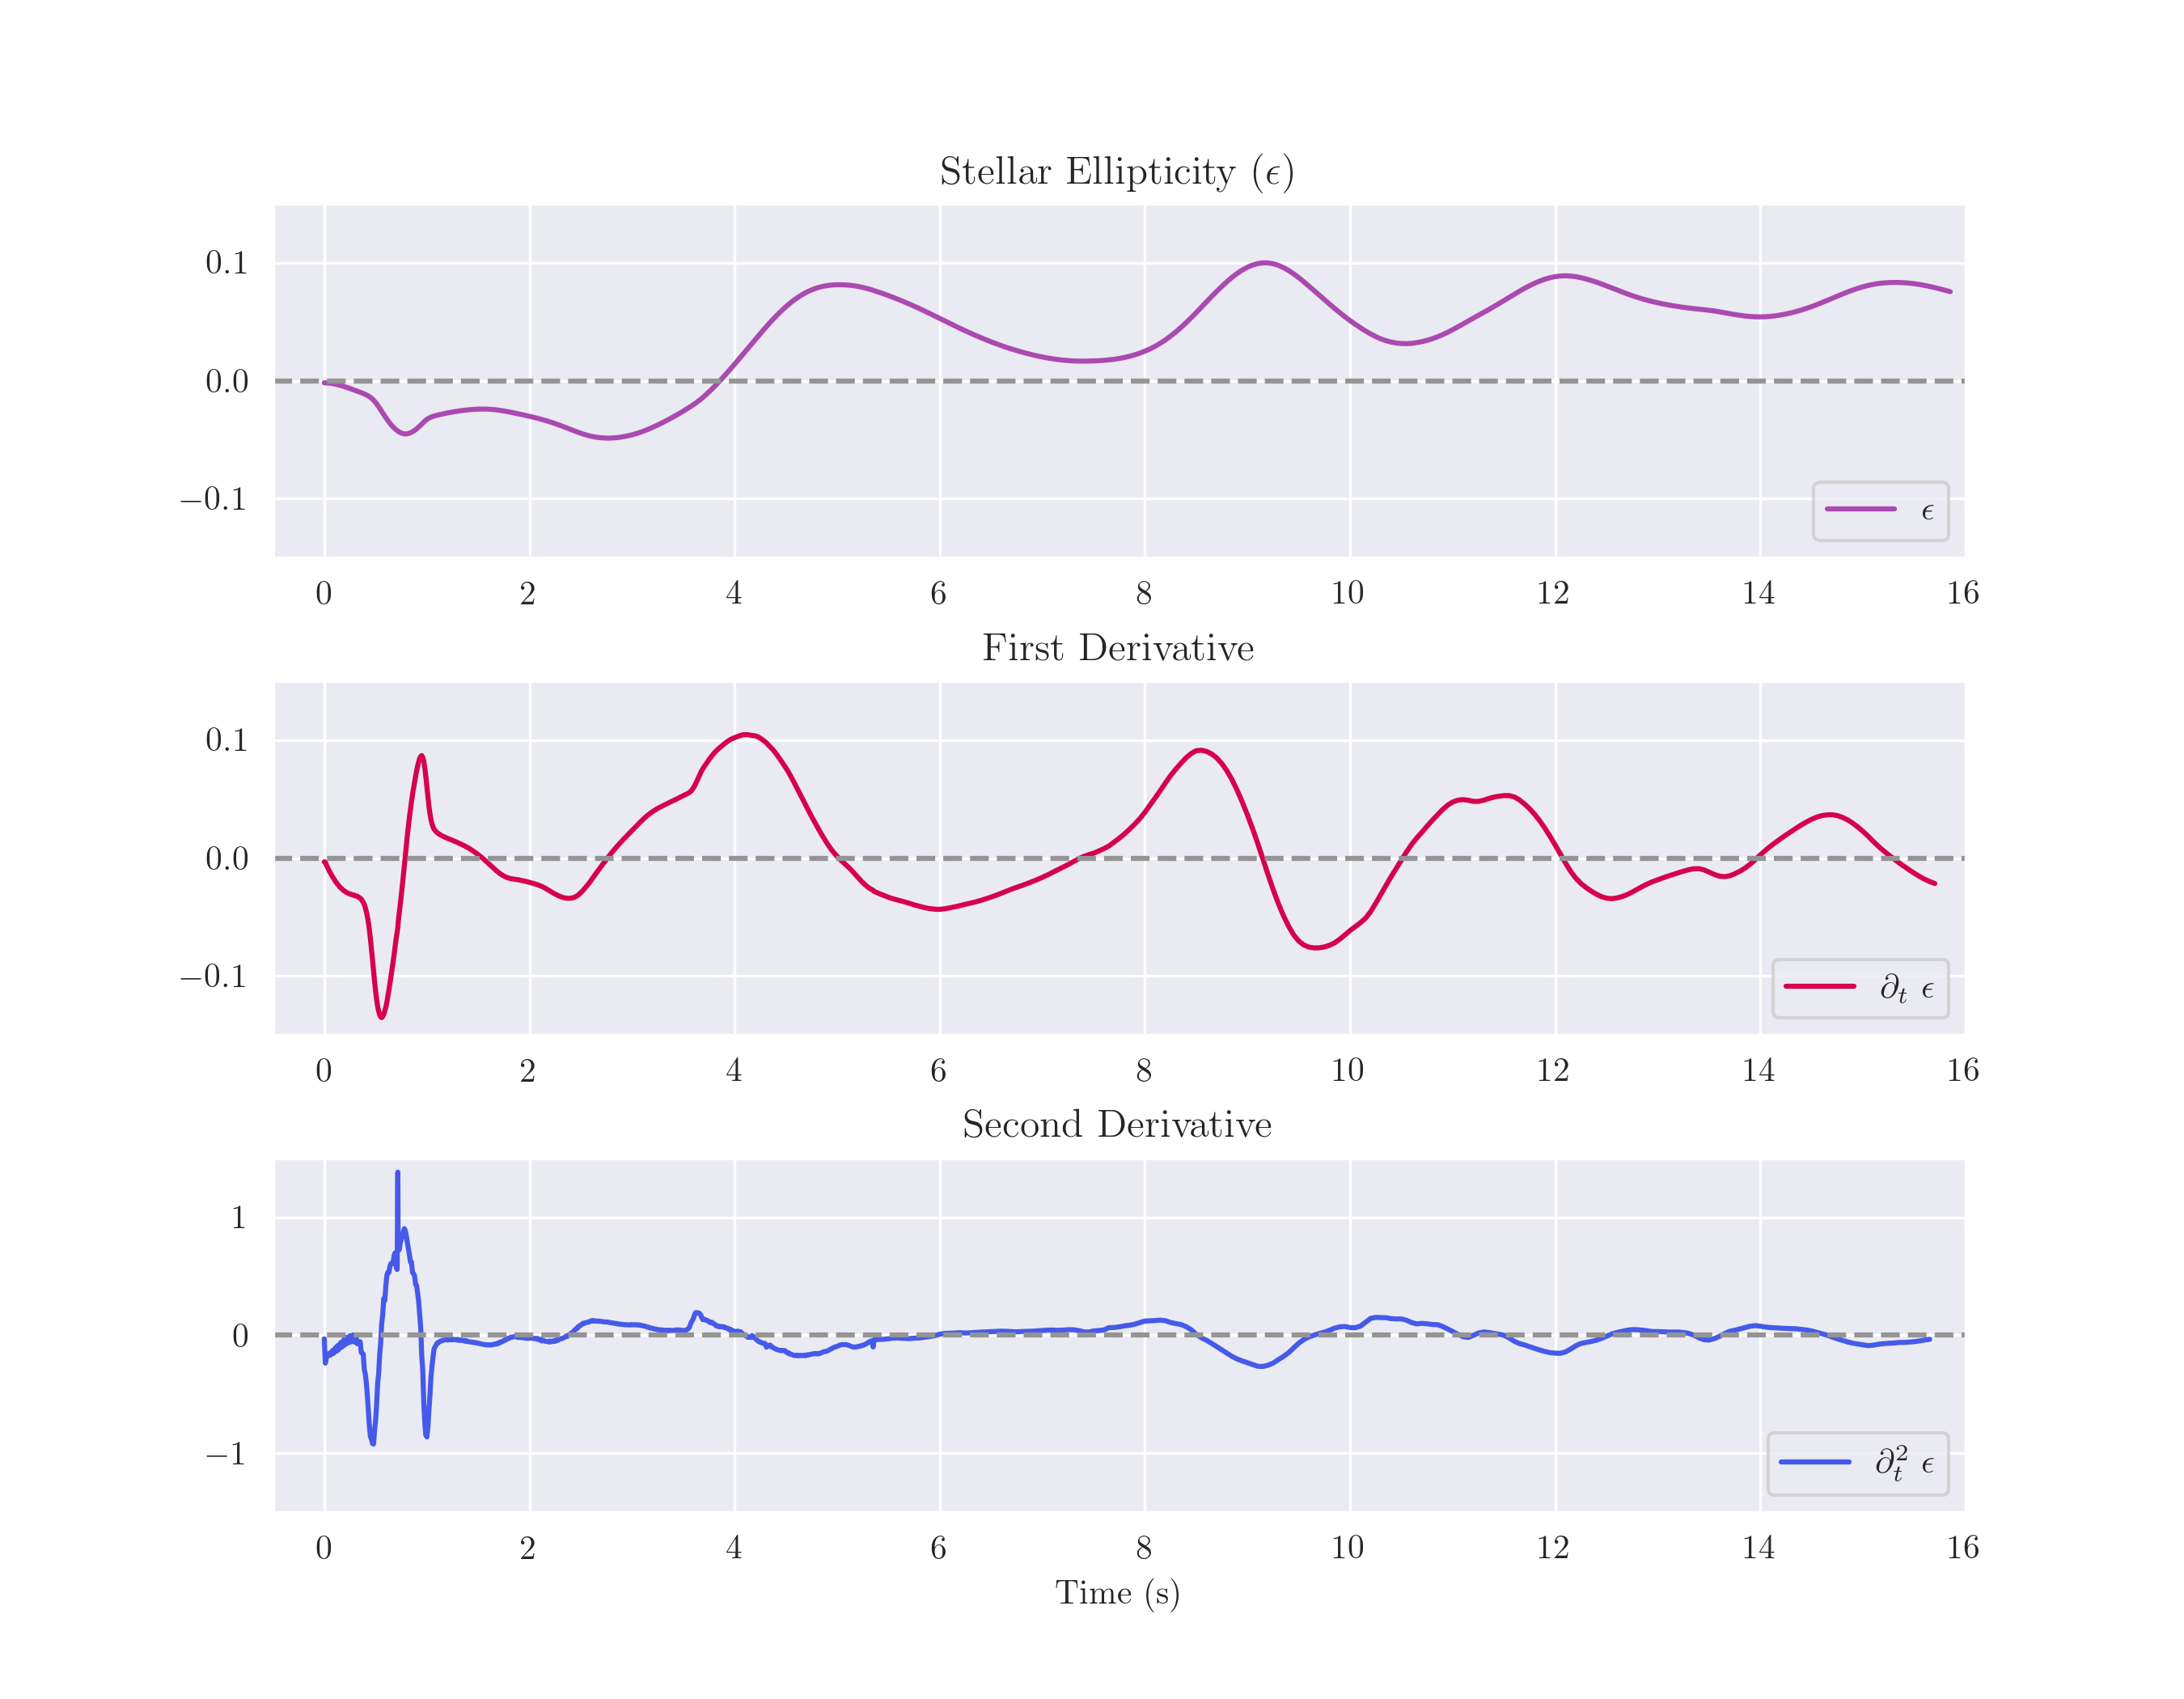 Stellar Ellipticity (ϵ)
0.1
0.0
−0.1
ϵ
0 2 4 6 8 10 12 14 16
First Derivative
0.1
0.0
−0.1
∂ₜ ϵ
0 2 4 6 8 10 12 14 16
Second Derivative
1
0
−1
∂ₜ² ϵ
0 2 4 6 8 10 12 14 16
Time (s)